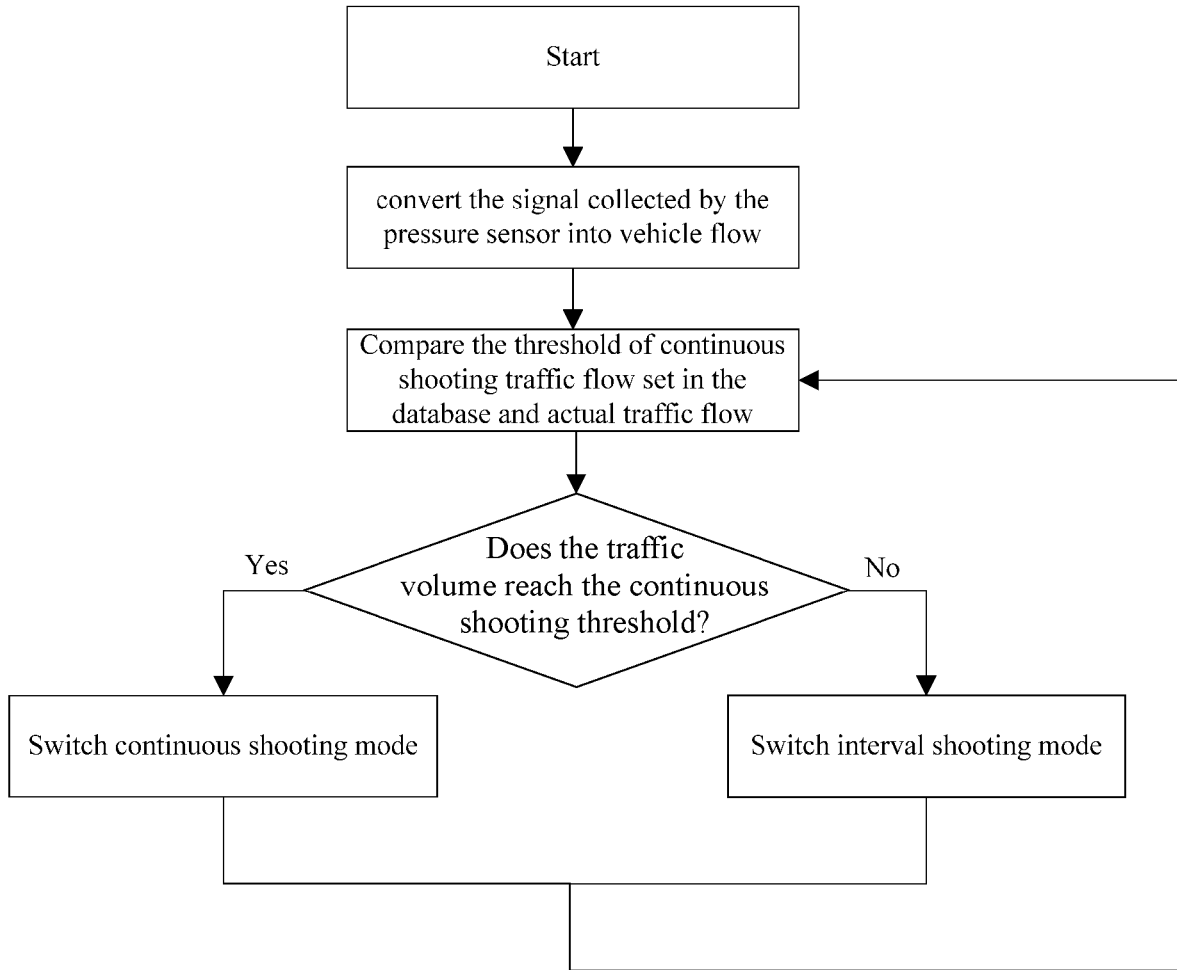 Start
convert the signal collected by the
pressure sensor into vehicle flow
Compare the threshold of continuous
shooting traffic flow set in the
database and actual traffic flow
Does the traffic
volume reach the continuous
shooting threshold?
Yes
No
Switch continuous shooting mode
Switch interval shooting mode